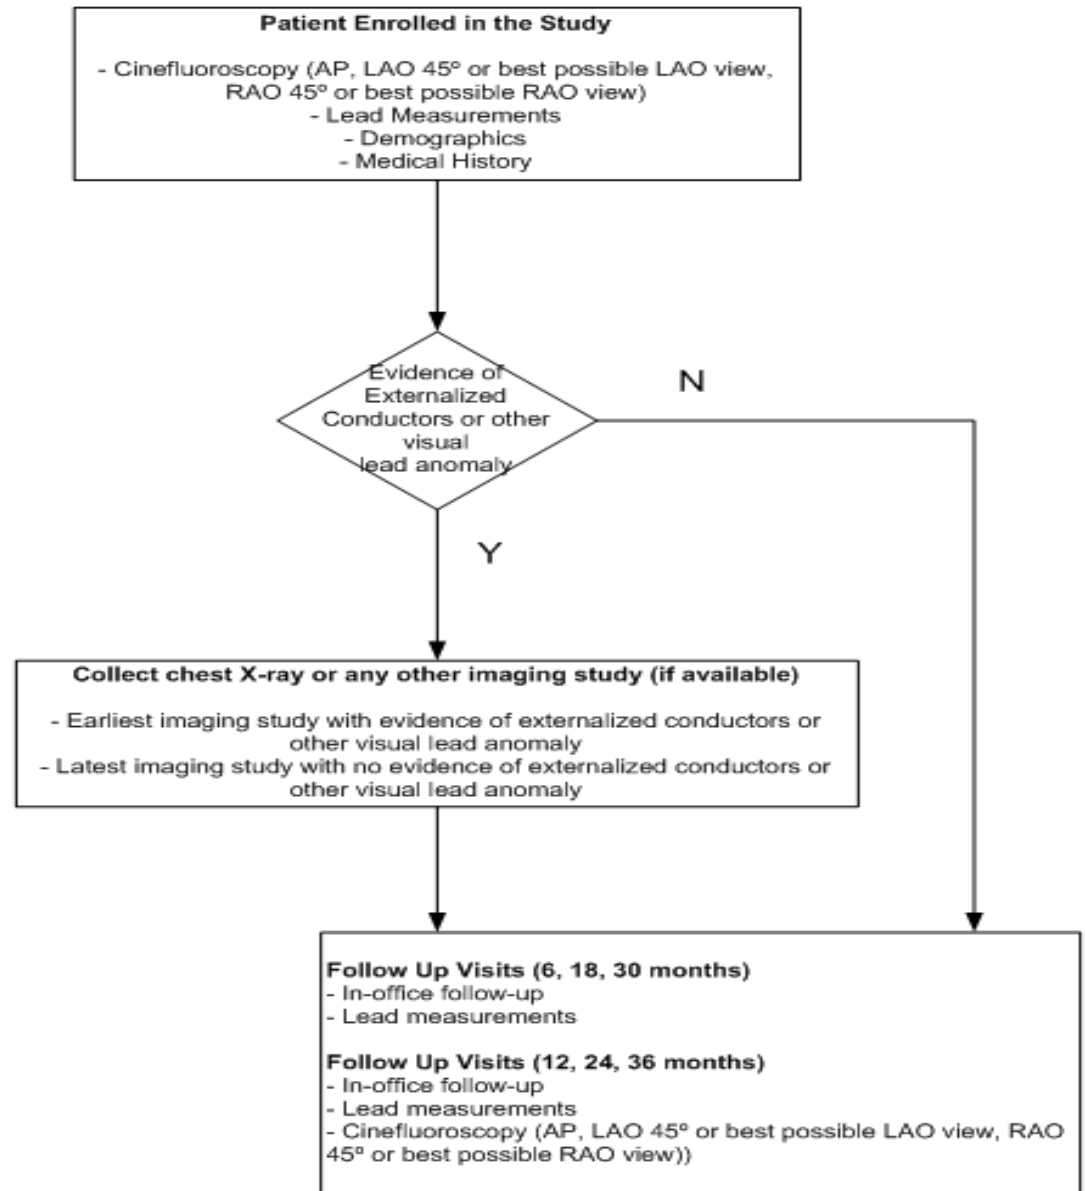 Patient Enrolled in the Study
- Cinefluoroscopy (AP, LAO 45º or best possible LAO view,
RAO 45º or best possible RAO view)
- Lead Measurements
- Demographics
- Medical History
Evidence of
Externalized
Conductors or other
visual
lead anomaly
N
Y
Collect chest X-ray or any other imaging study (if available)
- Earliest imaging study with evidence of externalized conductors or
other visual lead anomaly
- Latest imaging study with no evidence of externalized conductors or
other visual lead anomaly
Follow Up Visits (6, 18, 30 months)
- In-office follow-up
- Lead measurements
Follow Up Visits (12, 24, 36 months)
- In-office follow-up
- Lead measurements
- Cinefluoroscopy (AP, LAO 45º or best possible LAO view, RAO
45º or best possible RAO view))